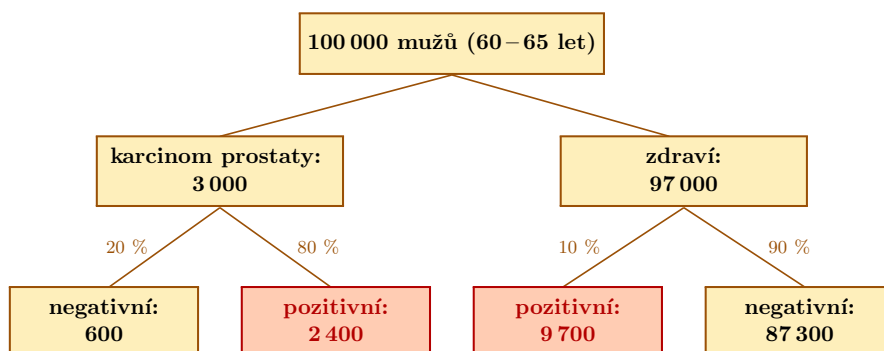 100 000 mužů (60 – 65 let)
karcinom prostaty:
3 000
zdraví:
97 000
20 %
80 %
10 %
90 %
negativní:
600
pozitivní:
2 400
pozitivní:
9 700
negativní:
87 300